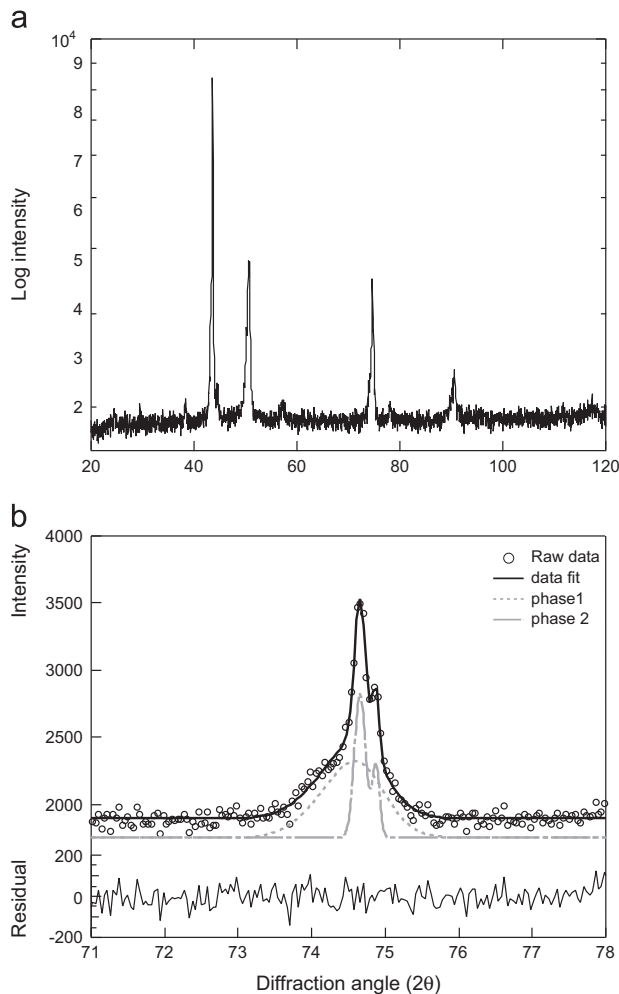 a
10⁴
9
8
7
6
5
4
3
2
Log intensity
20 40 60 80 100 120
b
4000
3500
3000
2500
2000
Intensity
Raw data
data fit
phase1
phase 2
200
0
-200
Residual
71 72 73 74 75 76 77 78
Diffraction angle (2θ)